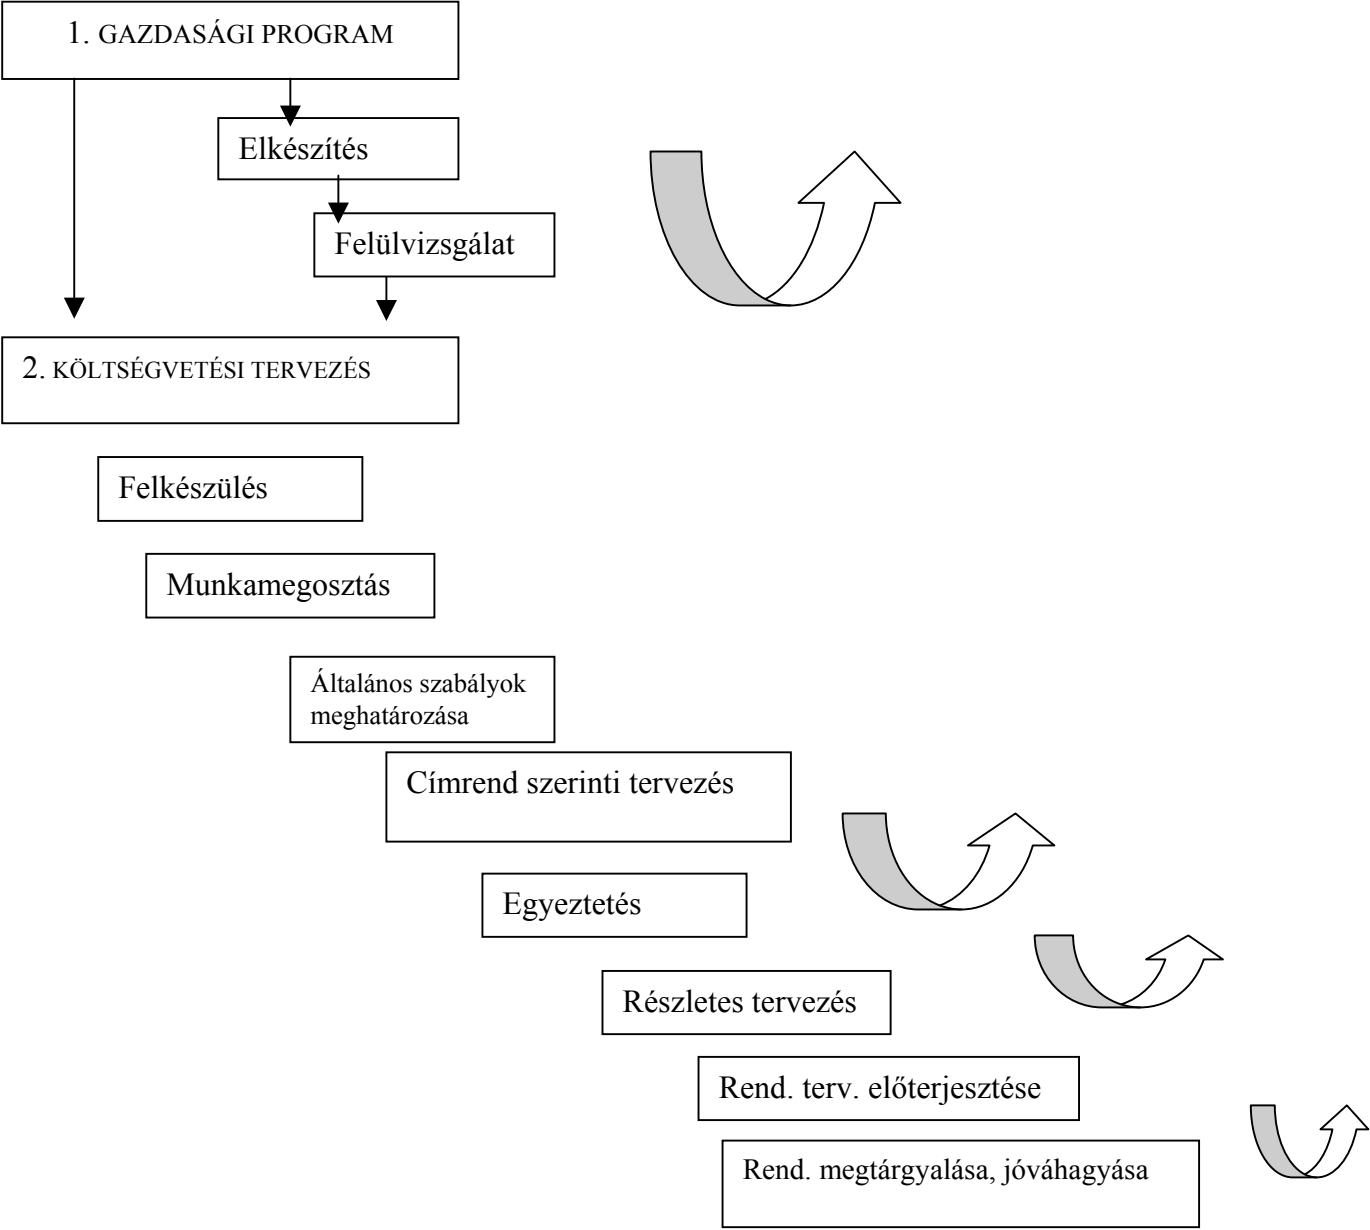 1. GAZDASÁGI PROGRAM
Elkészítés
Felülvizsgálat
2. KÖLTSÉGVETÉSI TERVEZÉS
Felkészülés
Munkamegosztás
Általános szabályok
meghatározása
Címrend szerinti tervezés
Egyeztetés
Részletes tervezés
Rend. terv. előterjesztése
Rend. megtárgyalása, jóváhagyása